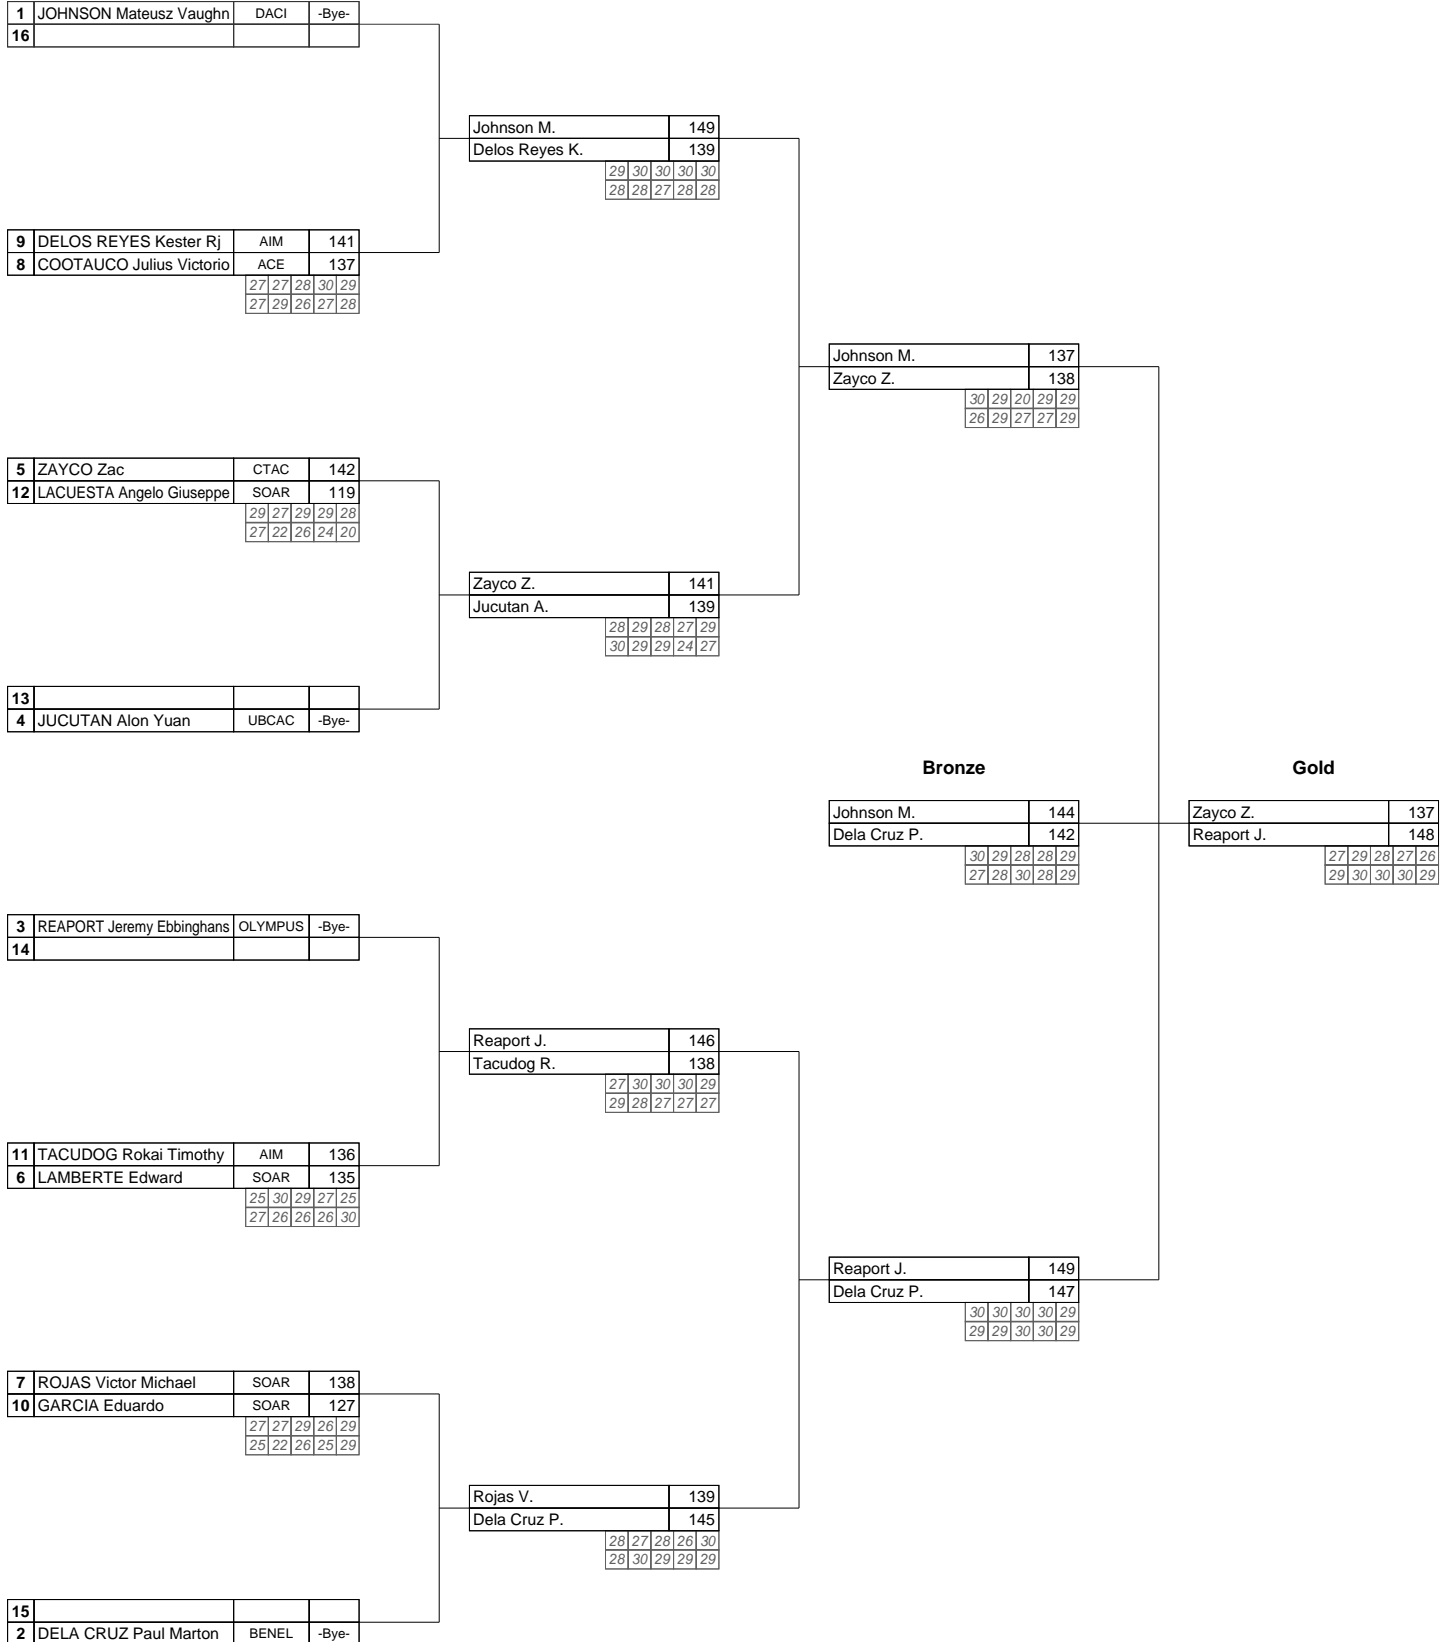 1 JOHNSON Mateusz Vaughn DACI -Bye-
16
Johnson M. 149
Delos Reyes K. 139
29 30 30 30 30
28 28 27 28 28
9 DELOS REYES Kester Rj AIM 141
8 COOTAUCO Julius Victorio ACE 137
27 27 28 30 29
27 29 26 27 28
Johnson M. 137
Zayco Z. 138
30 29 20 29 29
26 29 27 27 29
5 ZAYCO Zac CTAC 142
12 LACUESTA Angelo Giuseppe SOAR 119
29 27 29 29 28
27 22 26 24 20
Zayco Z. 141
Jucutan A. 139
28 29 28 27 29
30 29 29 24 27
13
4 JUCUTAN Alon Yuan UBCAC -Bye-
Bronze Gold
Johnson M. 144 Zayco Z. 137
Dela Cruz P. 142 Reaport J. 148
30 29 28 28 29 27 29 28 27 26
27 28 30 28 29 29 30 30 30 29
3 REAPORT Jeremy Ebbinghans OLYMPUS -Bye-
14
Reaport J. 146
Tacudog R. 138
27 30 30 30 29
29 28 27 27 27
11 TACUDOG Rokai Timothy AIM 136
6 LAMBERTE Edward SOAR 135
25 30 29 27 25
27 26 26 26 30
Reaport J. 149
Dela Cruz P. 147
30 30 30 30 29
29 29 30 30 29
7 ROJAS Victor Michael SOAR 138
10 GARCIA Eduardo SOAR 127
27 27 29 26 29
25 22 26 25 29
Rojas V. 139
Dela Cruz P. 145
28 27 28 26 30
28 30 29 29 29
15
2 DELA CRUZ Paul Marton BENEL -Bye-